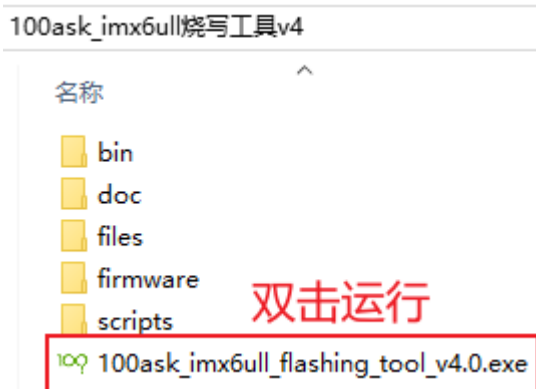 100ask_imx6ull烧写工具v4
名称
bin
doc
files
firmware
双击运行
scripts
100ask_imx6ull_flashing_tool_v4.0.exe